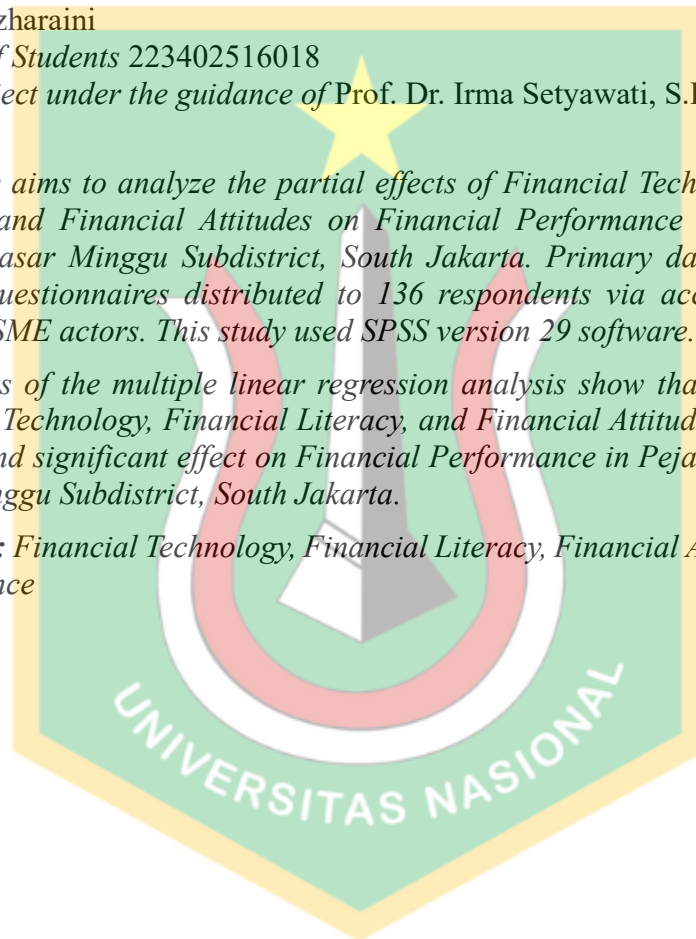 zharaini
f Students 223402516018
ect under the guidance of Prof. Dr. Irma Setyawati, S.
aims to analyze the partial effects of Financial Tech
and Financial Attitudes on Financial Performance
asar Minggu Subdistrict, South Jakarta. Primary da
uestionnaires distributed to 136 respondents via acc
SME actors. This study used SPSS version 29 software.
s of the multiple linear regression analysis show tha
Technology, Financial Literacy, and Financial Attitud
nd significant effect on Financial Performance in Peja
nggu Subdistrict, South Jakarta.
: Financial Technology, Financial Literacy, Financial A
nce
UNIVERSITAS NASIONAL